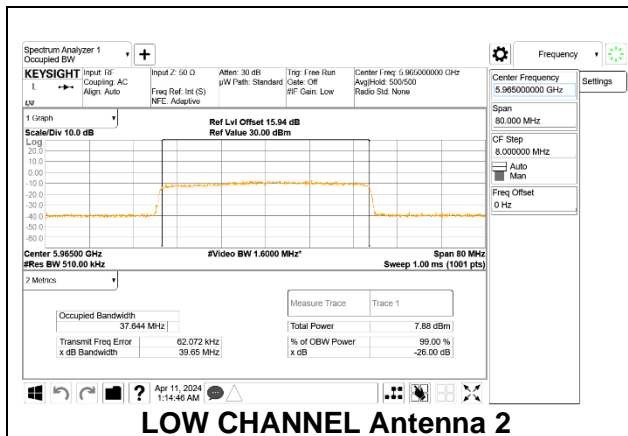 Spectrum Analyzer 1
Occupied BW
Frequency
KEYSIGHT
Input: RF
Coupling: AC
Align: Auto
Input Z: 50 Ω
Freq Ref: Int (S)
NFE: Adaptive
Atten: 30 dB
µW Path: Standard
Trig: Free Run
Gate: Off
#IF Gain: Low
Center Freq: 5.965000000 GHz
Avg|Hold: 500/500
Radio Std: None
Center Frequency
5.965000000 GHz
Settings
Span
80.000 MHz
CF Step
8.000000 MHz
Auto
Man
Freq Offset
0 Hz
1 Graph
Scale/Div 10.0 dB
Ref Lvl Offset 15.94 dB
Ref Value 30.00 dBm
Log
20.0
10.0
0.00
-10.0
-20.0
-30.0
-40.0
-50.0
-60.0
Center 5.96500 GHz
#Video BW 1.6000 MHz*
Span 80 MHz
#Res BW 510.00 kHz
Sweep 1.00 ms (1001 pts)
2 Metrics
Measure Trace
Trace 1
Occupied Bandwidth
37.644 MHz
Total Power
7.88 dBm
Transmit Freq Error
62.072 kHz
% of OBW Power
99.00 %
x dB Bandwidth
39.65 MHz
x dB
-26.00 dB
Apr 11, 2024
1:14:46 AM
LOW CHANNEL Antenna 2